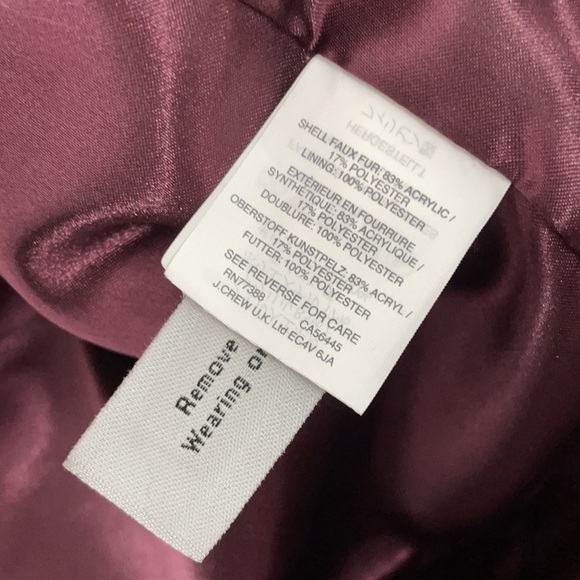 SHELL FAUX FUR: 83% ACRYLIC /
17% POLYESTER
LINING: 100% POLYESTER
EXTÉRIEUR EN FOURRURE
SYNTHÉTIQUE: 83% ACRYLIQUE /
17% POLYESTER
DOUBLURE: 100% POLYESTER
OBERSTOFF KUNSTPELZ: 83% ACRYL /
17% POLYESTER
FUTTER: 100% POLYESTER
SEE REVERSE FOR CARE
RN77388 CA56445
J.CREW U.K. Ltd EC4V 6JA
Remove
Wearing